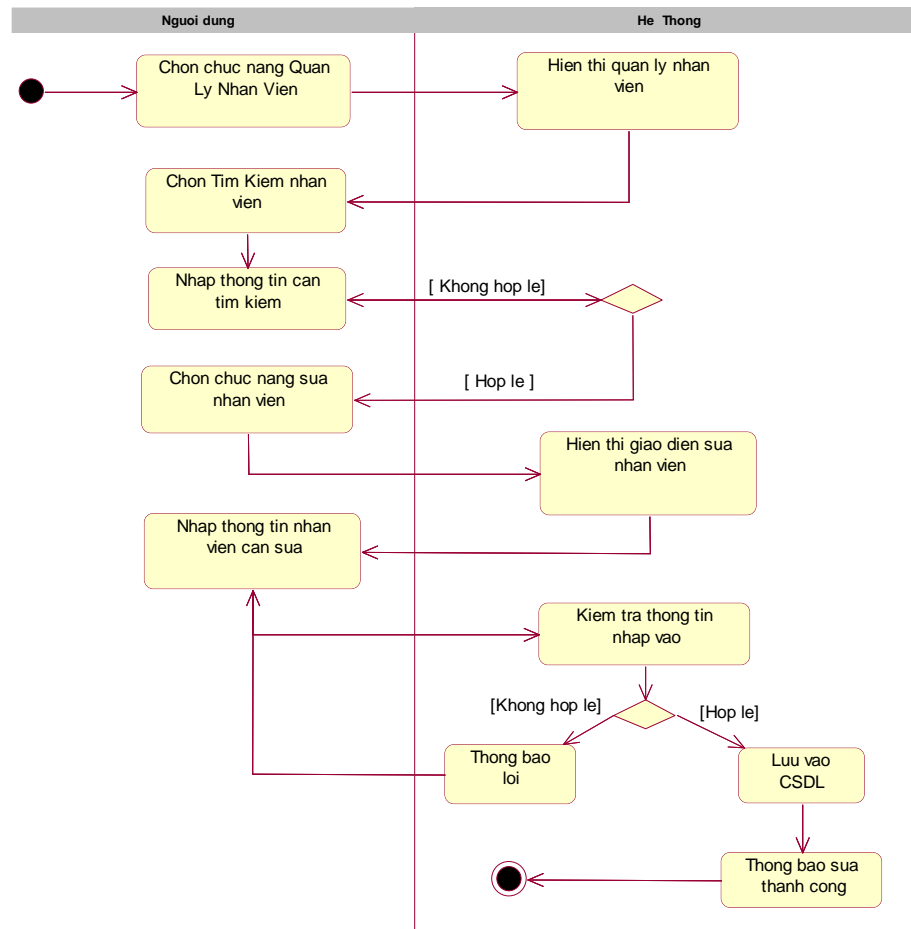 Nguoi dung
He Thong
Chon chuc nang Quan
Ly Nhan Vien
Hien thi quan ly nhan
vien
Chon Tim Kiem nhan
vien
Nhap thong tin can
tim kiem
[ Khong hop le]
Chon chuc nang sua
nhan vien
[ Hop le ]
Hien thi giao dien sua
nhan vien
Nhap thong tin nhan
vien can sua
Kiem tra thong tin
nhap vao
[Khong hop le]
[Hop le]
Thong bao
loi
Luu vao
CSDL
Thong bao sua
thanh cong